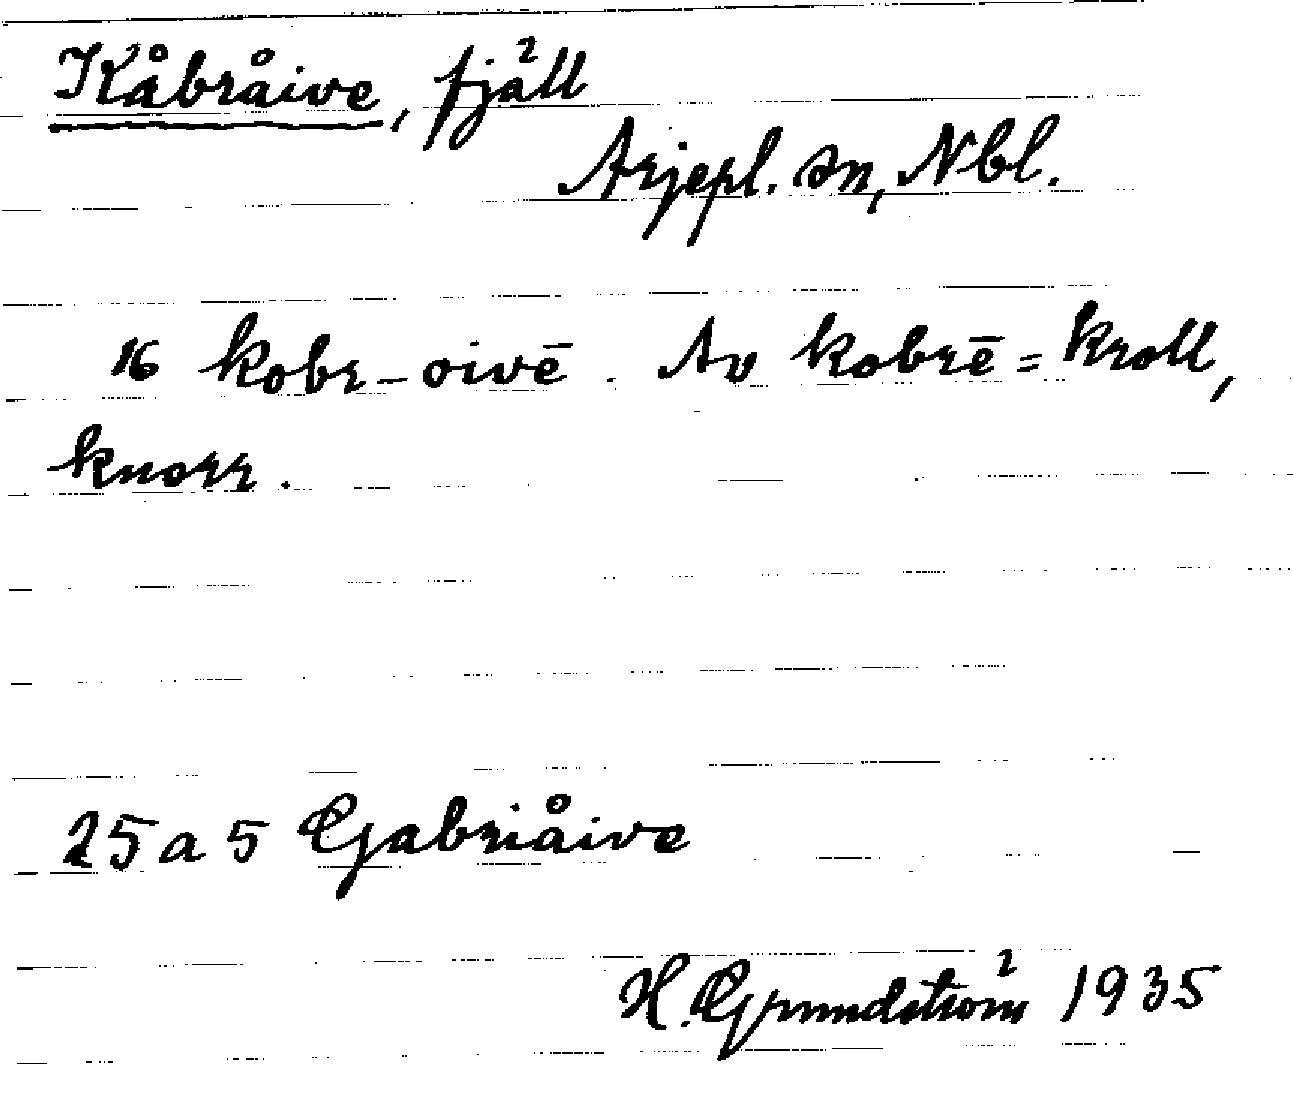 Kåbråive, fjäll
Arjepl. sn, Nbl.
16 kobr-oivē. Av kobrē = kroll,
knorr.
25 a 5 Gabriåive
H. Grundström 1935